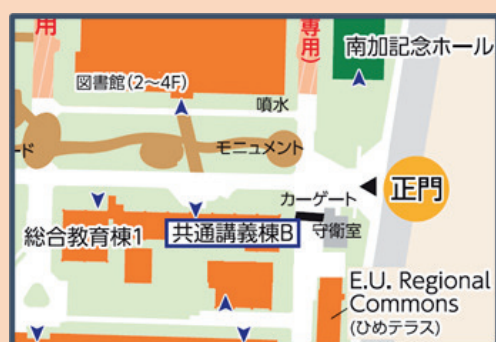 用
専用)
南加記念ホール
図書館(2〜4F)
噴水
ード
モニュメント
カーゲート
正門
総合教育棟1
共通講義棟B
守衛室
E.U. Regional
Commons
(ひめテラス)